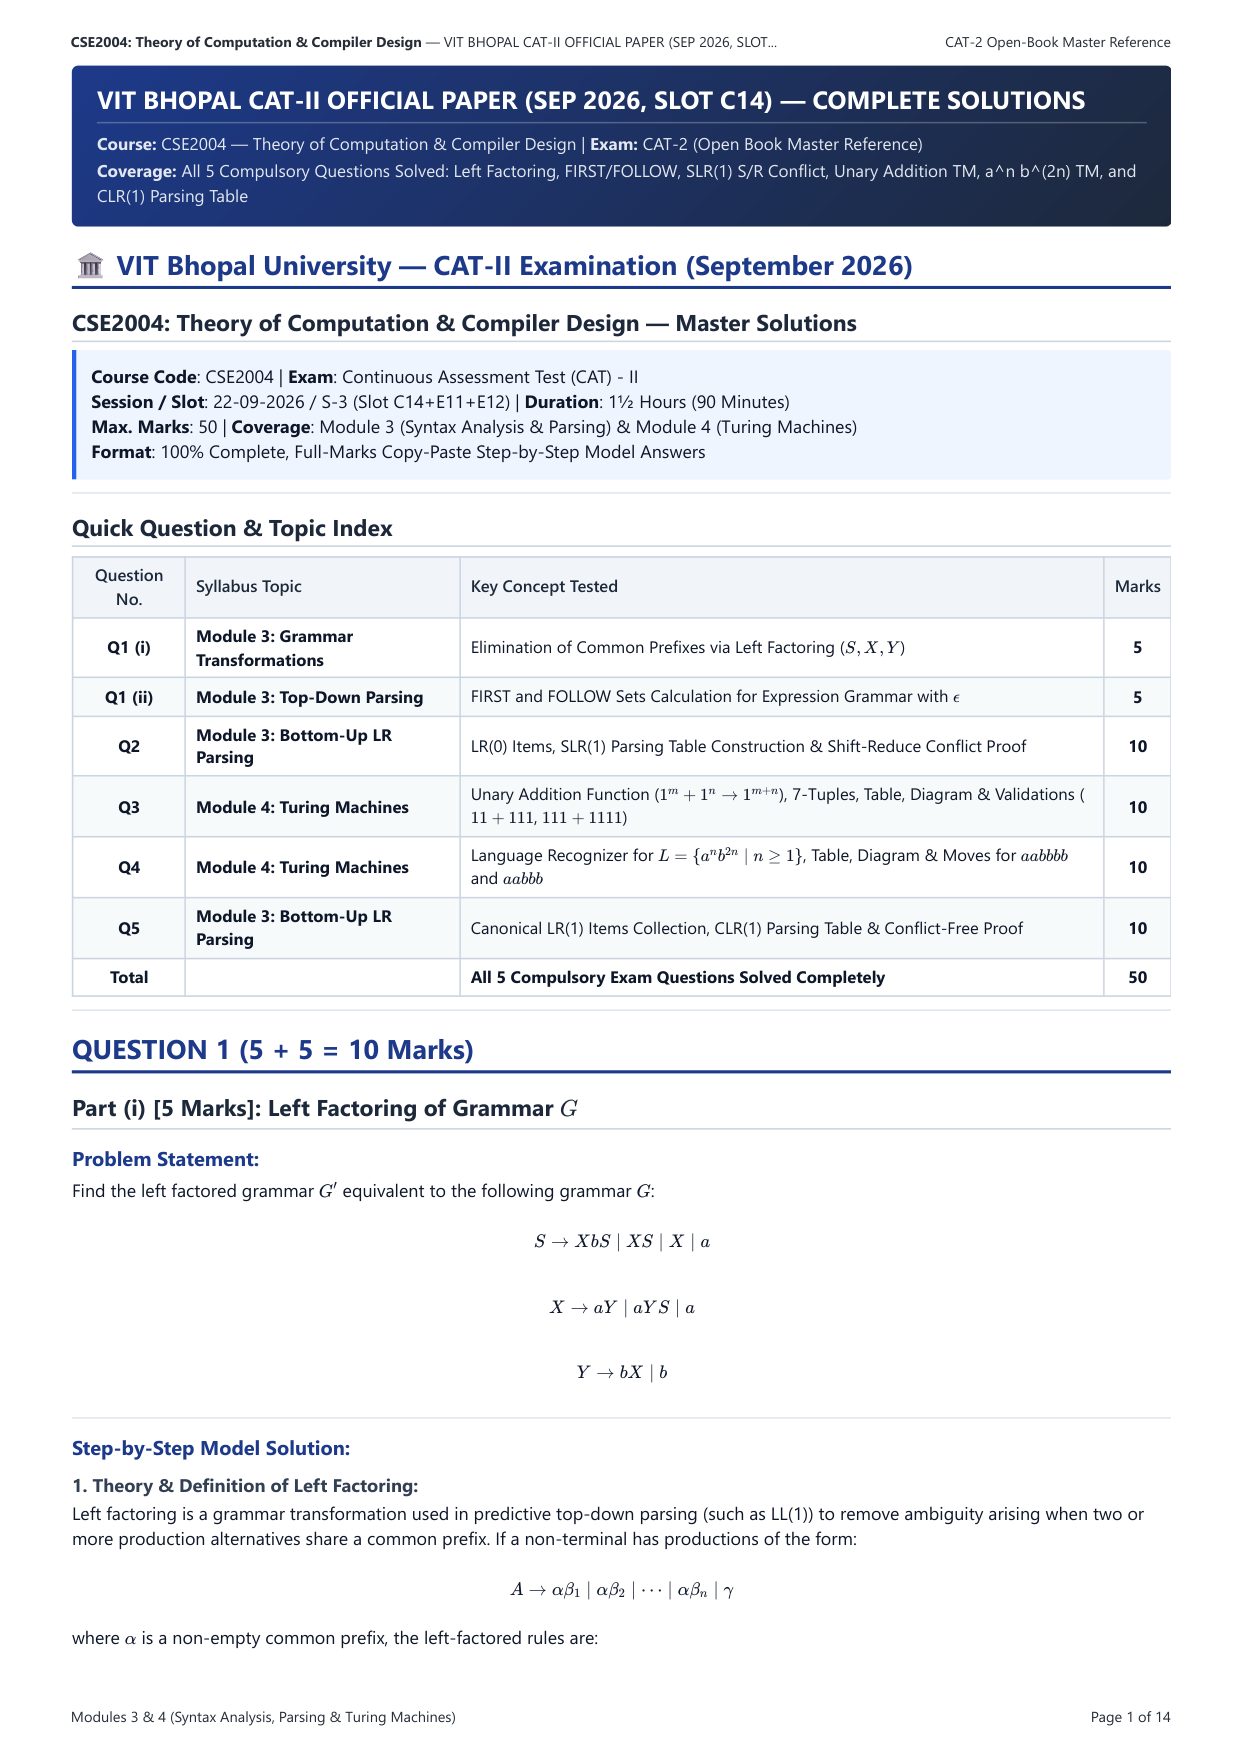 CSE2004: Theory of Computation & Compiler Design — VIT BHOPAL CAT-II OFFICIAL PAPER (SEP 2026, SLOT...
CAT-2 Open-Book Master Reference
VIT BHOPAL CAT-II OFFICIAL PAPER (SEP 2026, SLOT C14) — COMPLETE SOLUTIONS
Course: CSE2004 — Theory of Computation & Compiler Design | Exam: CAT-2 (Open Book Master Reference)
Coverage: All 5 Compulsory Questions Solved: Left Factoring, FIRST/FOLLOW, SLR(1) S/R Conflict, Unary Addition TM, a^n b^(2n) TM, and
CLR(1) Parsing Table
🏛️ VIT Bhopal University — CAT-II Examination (September 2026)
CSE2004: Theory of Computation & Compiler Design — Master Solutions
Course Code: CSE2004 | Exam: Continuous Assessment Test (CAT) - II
Session / Slot: 22-09-2026 / S-3 (Slot C14+E11+E12) | Duration: 1½ Hours (90 Minutes)
Max. Marks: 50 | Coverage: Module 3 (Syntax Analysis & Parsing) & Module 4 (Turing Machines)
Format: 100% Complete, Full-Marks Copy-Paste Step-by-Step Model Answers
Quick Question & Topic Index
Question
No.
Syllabus Topic
Key Concept Tested
Marks
Q1 (i)
Module 3: Grammar
Transformations
Elimination of Common Prefixes via Left Factoring (S, X, Y)
5
Q1 (ii)
Module 3: Top-Down Parsing
FIRST and FOLLOW Sets Calculation for Expression Grammar with ϵ
5
Q2
Module 3: Bottom-Up LR
Parsing
LR(0) Items, SLR(1) Parsing Table Construction & Shift-Reduce Conflict Proof
10
Q3
Module 4: Turing Machines
Unary Addition Function (1^m + 1^n → 1^{m+n}), 7-Tuples, Table, Diagram & Validations (
11 + 111, 111 + 1111)
10
Q4
Module 4: Turing Machines
Language Recognizer for L = {a^n b^{2n} | n ≥ 1}, Table, Diagram & Moves for aabbbb
and aabbb
10
Q5
Module 3: Bottom-Up LR
Parsing
Canonical LR(1) Items Collection, CLR(1) Parsing Table & Conflict-Free Proof
10
Total
All 5 Compulsory Exam Questions Solved Completely
50
QUESTION 1 (5 + 5 = 10 Marks)
Part (i) [5 Marks]: Left Factoring of Grammar G
Problem Statement:
Find the left factored grammar G′ equivalent to the following grammar G:
S → XbS | XS | X | a
X → aY | aYS | a
Y → bX | b
Step-by-Step Model Solution:
1. Theory & Definition of Left Factoring:
Left factoring is a grammar transformation used in predictive top-down parsing (such as LL(1)) to remove ambiguity arising when two or
more production alternatives share a common prefix. If a non-terminal has productions of the form:
A → αβ₁ | αβ₂ | ⋯ | αβₙ | γ
where α is a non-empty common prefix, the left-factored rules are:
Modules 3 & 4 (Syntax Analysis, Parsing & Turing Machines)
Page 1 of 14